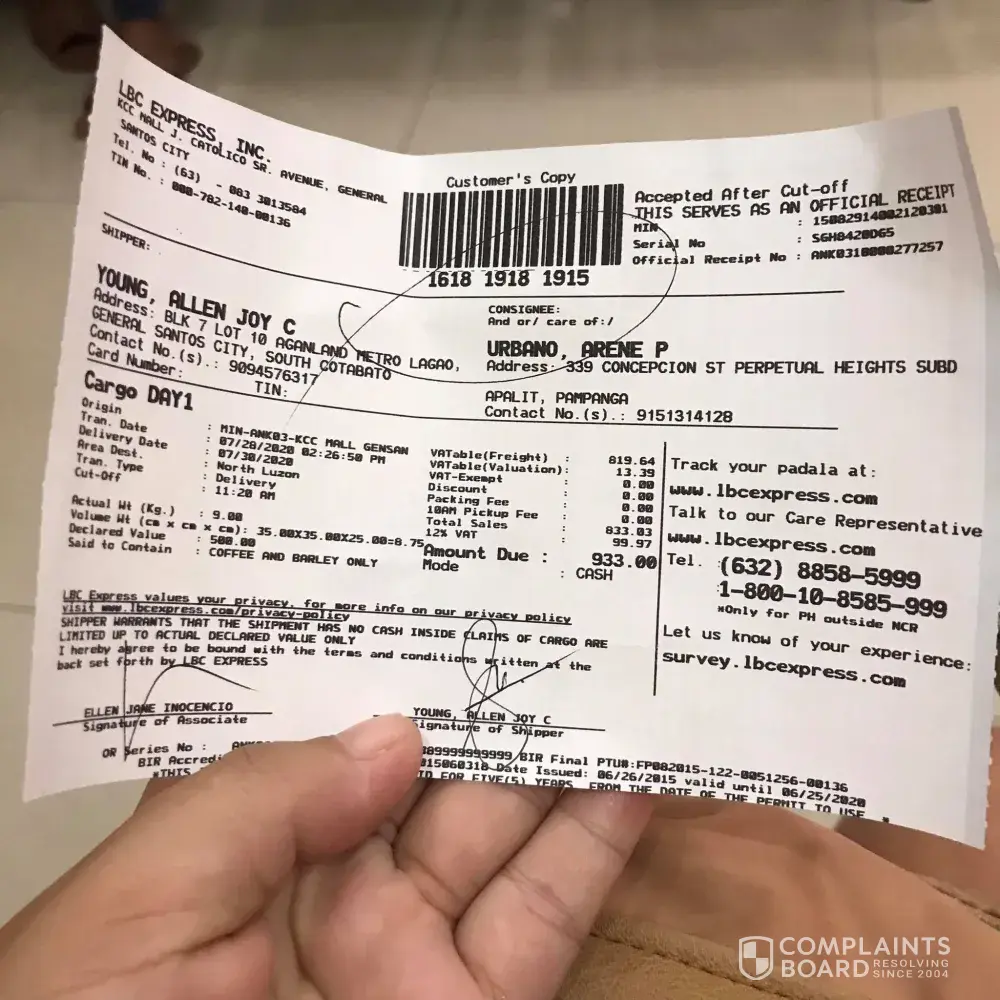 LBC EXPRESS, INC.
KCC MALL J. CATOLICO SR. AVENUE, GENERAL
SANTOS CITY
Tel. No : (63) - 083 3013584
TIN No. : 000-782-140-00136
Customer's Copy
1618 1918 1915
Accepted After Cut-off
THIS SERVES AS AN OFFICIAL RECEIPT
MIN : 15082914002120301
Serial No : SGH8420D65
Official Receipt No : ANK0310000277257
SHIPPER:
YOUNG, ALLEN JOY C
Address: BLK 7 LOT 10 AGANLAND METRO LAGAO,
GENERAL SANTOS CITY, SOUTH COTABATO
Contact No.(s).: 9094576317
Card Number: TIN:
CONSIGNEE:
And or/ care of:/
URBANO, ARENE P
Address: 339 CONCEPCION ST PERPETUAL HEIGHTS SUBD
APALIT, PAMPANGA
Contact No.(s).: 9151314128
Cargo DAY1
Origin : MIN-ANK03-KCC MALL GENSAN
Tran. Date : 07/28/2020 02:26:50 PM
Delivery Date : 07/30/2020
Area Dest. : North Luzon
Tran. Type : Delivery
Cut-Off : 11:20 AM
Actual Wt (Kg.) : 9.00
Volume Wt (cm x cm x cm): 35.00X35.00X25.00=8.75
Declared Value : 500.00
Said to Contain : COFFEE AND BARLEY ONLY
VATable(Freight) : 819.64
VATable(Valuation): 13.39
VAT-Exempt : 0.00
Discount : 0.00
Packing Fee : 0.00
10AM Pickup Fee : 0.00
Total Sales : 833.03
12% VAT : 99.97
Amount Due : 933.00
Mode : CASH
Track your padala at:
www.lbcexpress.com
Talk to our Care Representative
www.lbcexpress.com
Tel. :(632) 8858-5999
:1-800-10-8585-999
*Only for PH outside NCR
Let us know of your experience:
survey.lbcexpress.com
LBC Express values your privacy, for more info on our privacy policy
visit www.lbcexpress.com/privacy-policy
SHIPPER WARRANTS THAT THE SHIPMENT HAS NO CASH INSIDE CLAIMS OF CARGO ARE
LIMITED UP TO ACTUAL DECLARED VALUE ONLY
I hereby agree to be bound with the terms and conditions written at the
back set forth by LBC EXPRESS
ELLEN JANE INOCENCIO
Signature of Associate
YOUNG, ALLEN JOY C
Signature of Shipper
OR Series No :
BIR Accredi
89999999999 BIR Final PTU#:FP082015-122-0051256-00136
015060318 Date Issued: 06/26/2015 valid until 06/25/2020
*THIS
ID FOR FIVE(5) YEARS FROM THE DATE OF THE PERMIT TO USE *
COMPLAINTS
BOARD RESOLVING
SINCE 2004